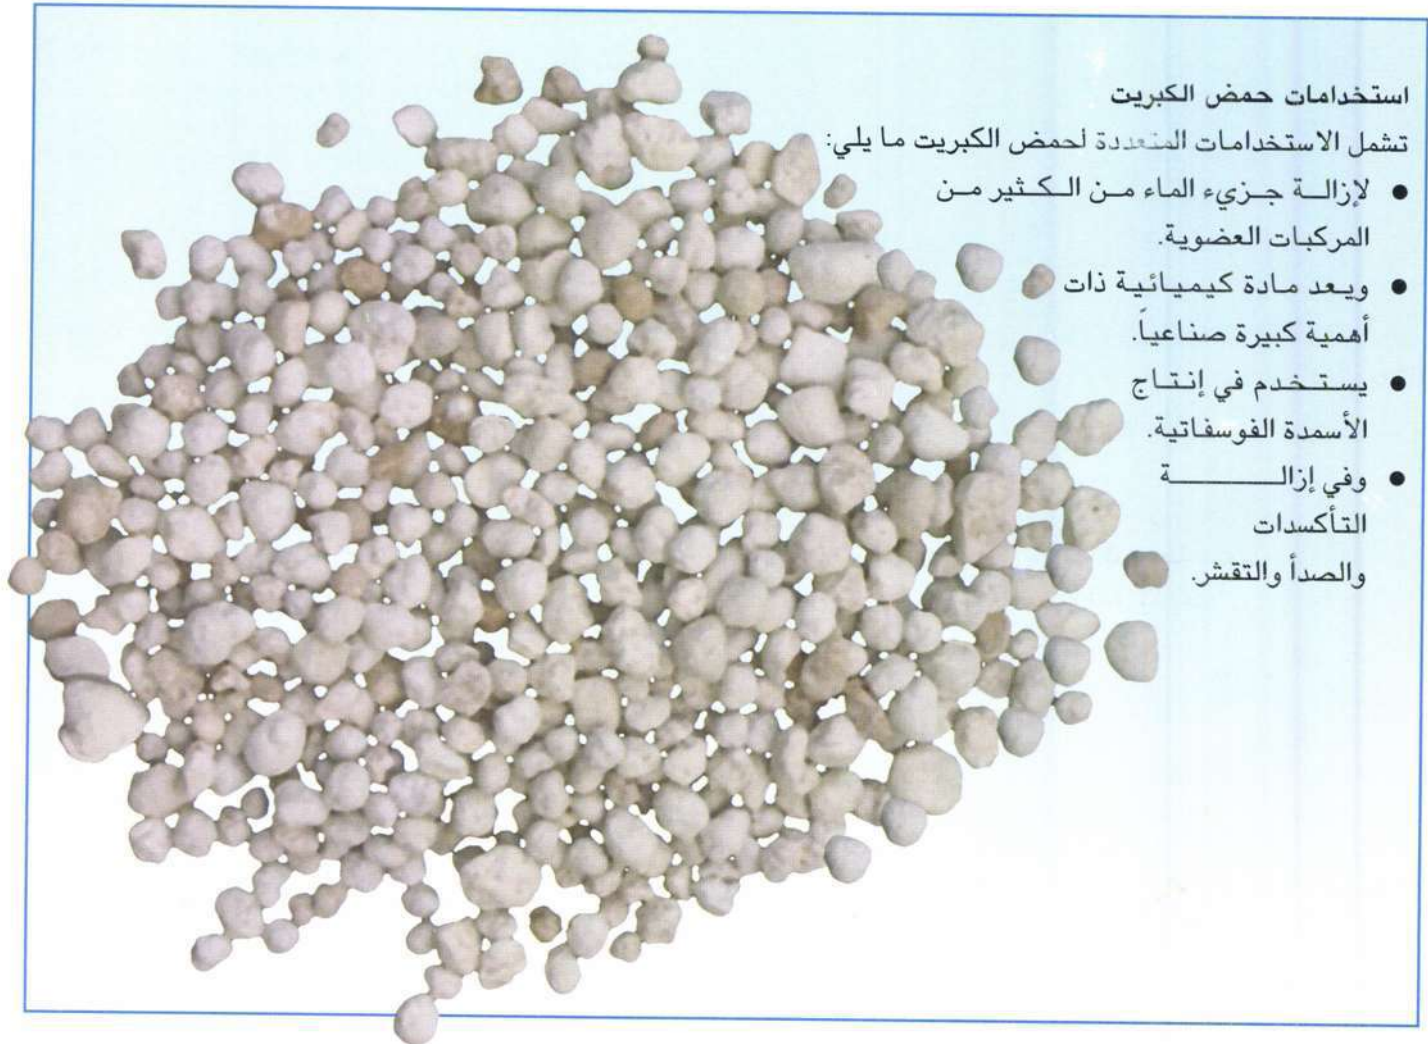 استخدامات حمض الكبريت
تشمل الاستخدامات المتعددة لحمض الكبريت ما يلي:
● لإزالة جزيء الماء من الكثير من
المركبات العضوية.
● ويعد مادة كيميائية ذات
أهمية كبيرة صناعياً.
● يستخدم في إنتاج
الأسمدة الفوسفاتية.
● وفي إزالة
التأكسدات
والصدأ والتقشر.